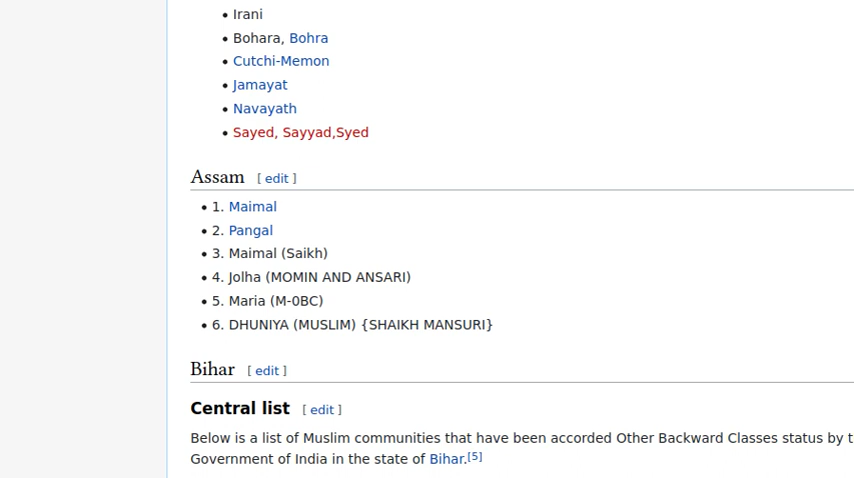 • Irani
• Bohara, Bohra
• Cutchi-Memon
• Jamayat
• Navayath
• Sayed, Sayyad,Syed
Assam [ edit ]
• 1. Maimal
• 2. Pangal
• 3. Maimal (Saikh)
• 4. Jolha (MOMIN AND ANSARI)
• 5. Maria (M-0BC)
• 6. DHUNIYA (MUSLIM) {SHAIKH MANSURI}
Bihar [ edit ]
Central list [ edit ]
Below is a list of Muslim communities that have been accorded Other Backward Classes status by t
Government of India in the state of Bihar.[5]